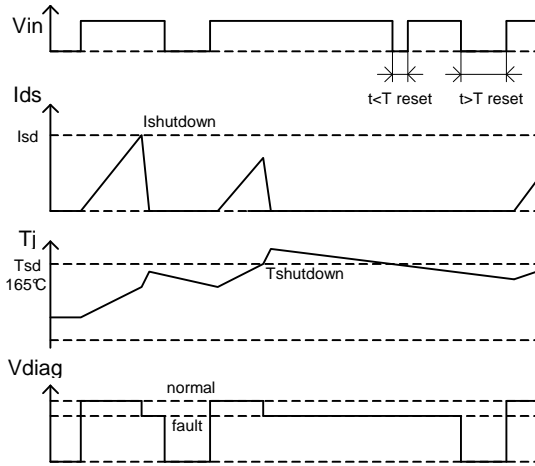 Vin
t<T reset
t>T reset
Ids
Ishutdown
Isd
Tj
Tsd
165℃
Tshutdown
Vdiag
normal
fault